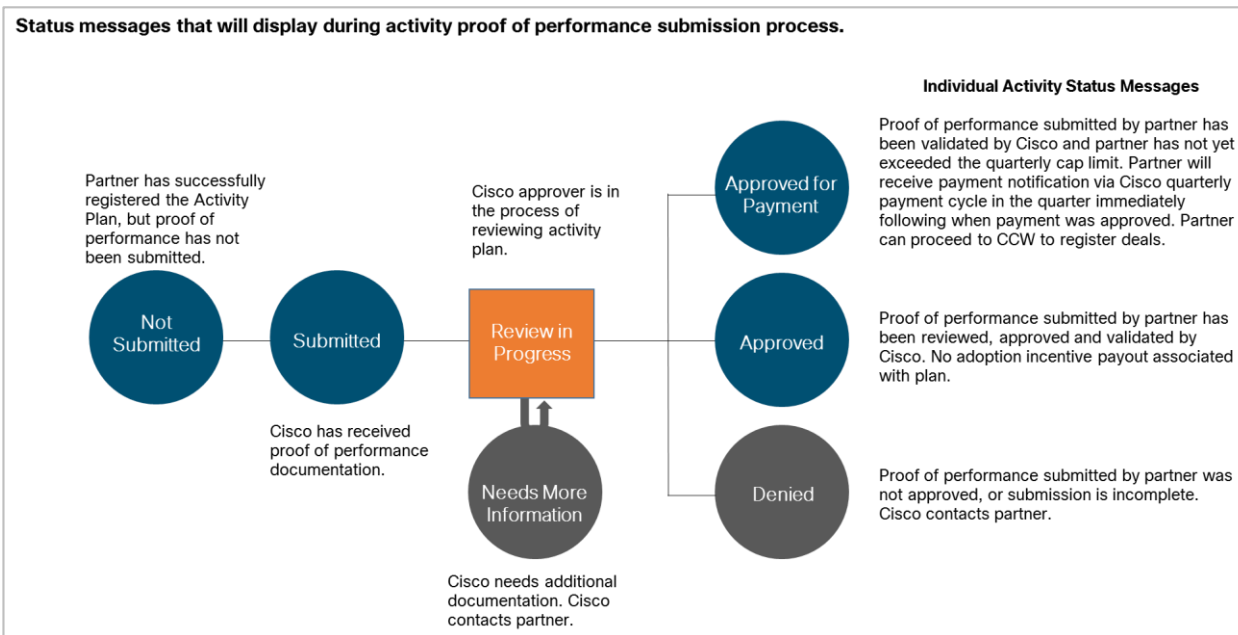 Status messages that will display during activity proof of performance submission process.
Individual Activity Status Messages
Partner has successfully
registered the Activity
Plan, but proof of
performance has not
been submitted.
Not
Submitted
Submitted
Cisco has received
proof of performance
documentation.
Cisco approver is in
the process of
reviewing activity
plan.
Review in
Progress
Needs More
Information
Cisco needs additional
documentation. Cisco
contacts partner.
Approved for
Payment
Proof of performance submitted by partner has
been validated by Cisco and partner has not yet
exceeded the quarterly cap limit. Partner will
receive payment notification via Cisco quarterly
payment cycle in the quarter immediately
following when payment was approved. Partner
can proceed to CCW to register deals.
Approved
Proof of performance submitted by partner has
been reviewed, approved and validated by
Cisco. No adoption incentive payout associated
with plan.
Denied
Proof of performance submitted by partner was
not approved, or submission is incomplete.
Cisco contacts partner.